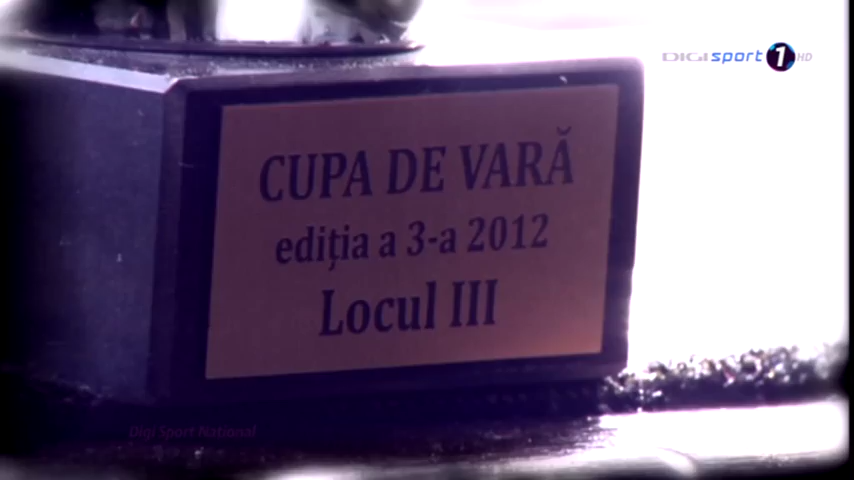 DIGI sport 1 HD
CUPA DE VARĂ
ediția a 3-a 2012
Locul III
Digi Sport National